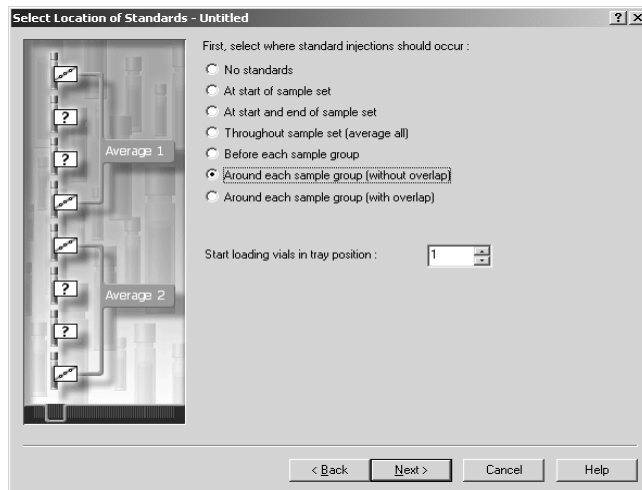 Select Location of Standards - Untitled
First, select where standard injections should occur :
No standards
At start of sample set
At start and end of sample set
Throughout sample set (average all)
Before each sample group
Around each sample group (without overlap)
Around each sample group (with overlap)
Start loading vials in tray position :
1
?
?
Average 1
?
?
Average 2
< Back
Next >
Cancel
Help